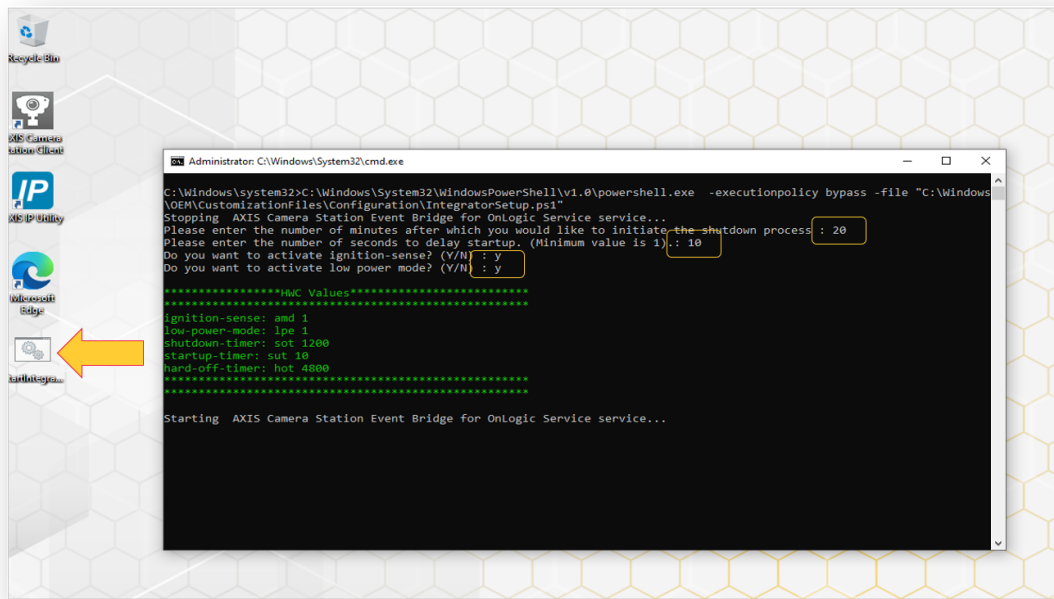 Recycle Bin
AXIS Camera
Station Client
IP
AXIS IP Utility
Microsoft
Edge
Administrator: C:\Windows\System32\cmd.exe
C:\Windows\system32>C:\Windows\System32\WindowsPowerShell\v1.0\powershell.exe -executionpolicy bypass -file "C:\Windows
\OEM\CustomizationFiles\Configuration\IntegratorSetup.ps1"
Stopping AXIS Camera Station Event Bridge for OnLogic Service service...
Please enter the number of minutes after which you would like to initiate the shutdown process : 20
Please enter the number of seconds to delay startup. (Minimum value is 1).: 10
Do you want to activate ignition-sense? (Y/N) : y
Do you want to activate low power mode? (Y/N) : y
*****************HWC Values**************************
*****************************************************
ignition-sense: amd 1
low-power-mode: lpe 1
shutdown-timer: sot 1200
startup-timer: sut 10
hard-off-timer: hot 4800
*****************************************************
*****************************************************
Starting AXIS Camera Station Event Bridge for OnLogic Service service...